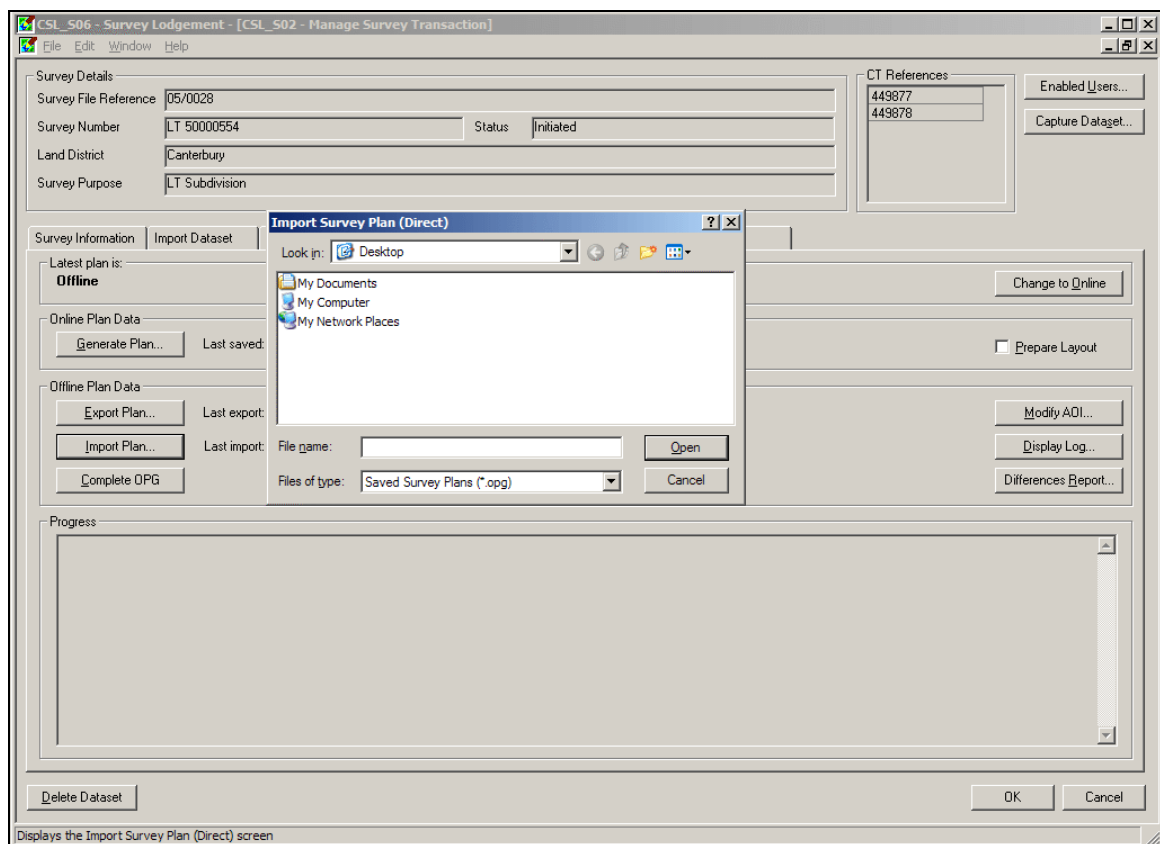 CSL_S06 - Survey Lodgement - [CSL_S02 - Manage Survey Transaction]
File Edit Window Help
Survey Details
Survey File Reference 05/0028
Survey Number LT 50000554 Status Initiated
Land District Canterbury
Survey Purpose LT Subdivision
CT References
449877
449878
Enabled Users...
Capture Dataset...
Survey Information Import Dataset
Latest plan is:
Offline
Change to Online
Online Plan Data
Generate Plan... Last saved:
Prepare Layout
Offline Plan Data
Export Plan... Last export:
Modify AOI...
Import Plan... Last import:
Display Log...
Complete OPG
Differences Report...
Import Survey Plan (Direct)
Look in: Desktop
My Documents
My Computer
My Network Places
File name: Open
Files of type: Saved Survey Plans (*.opg) Cancel
Progress
Delete Dataset OK Cancel
Displays the Import Survey Plan (Direct) screen